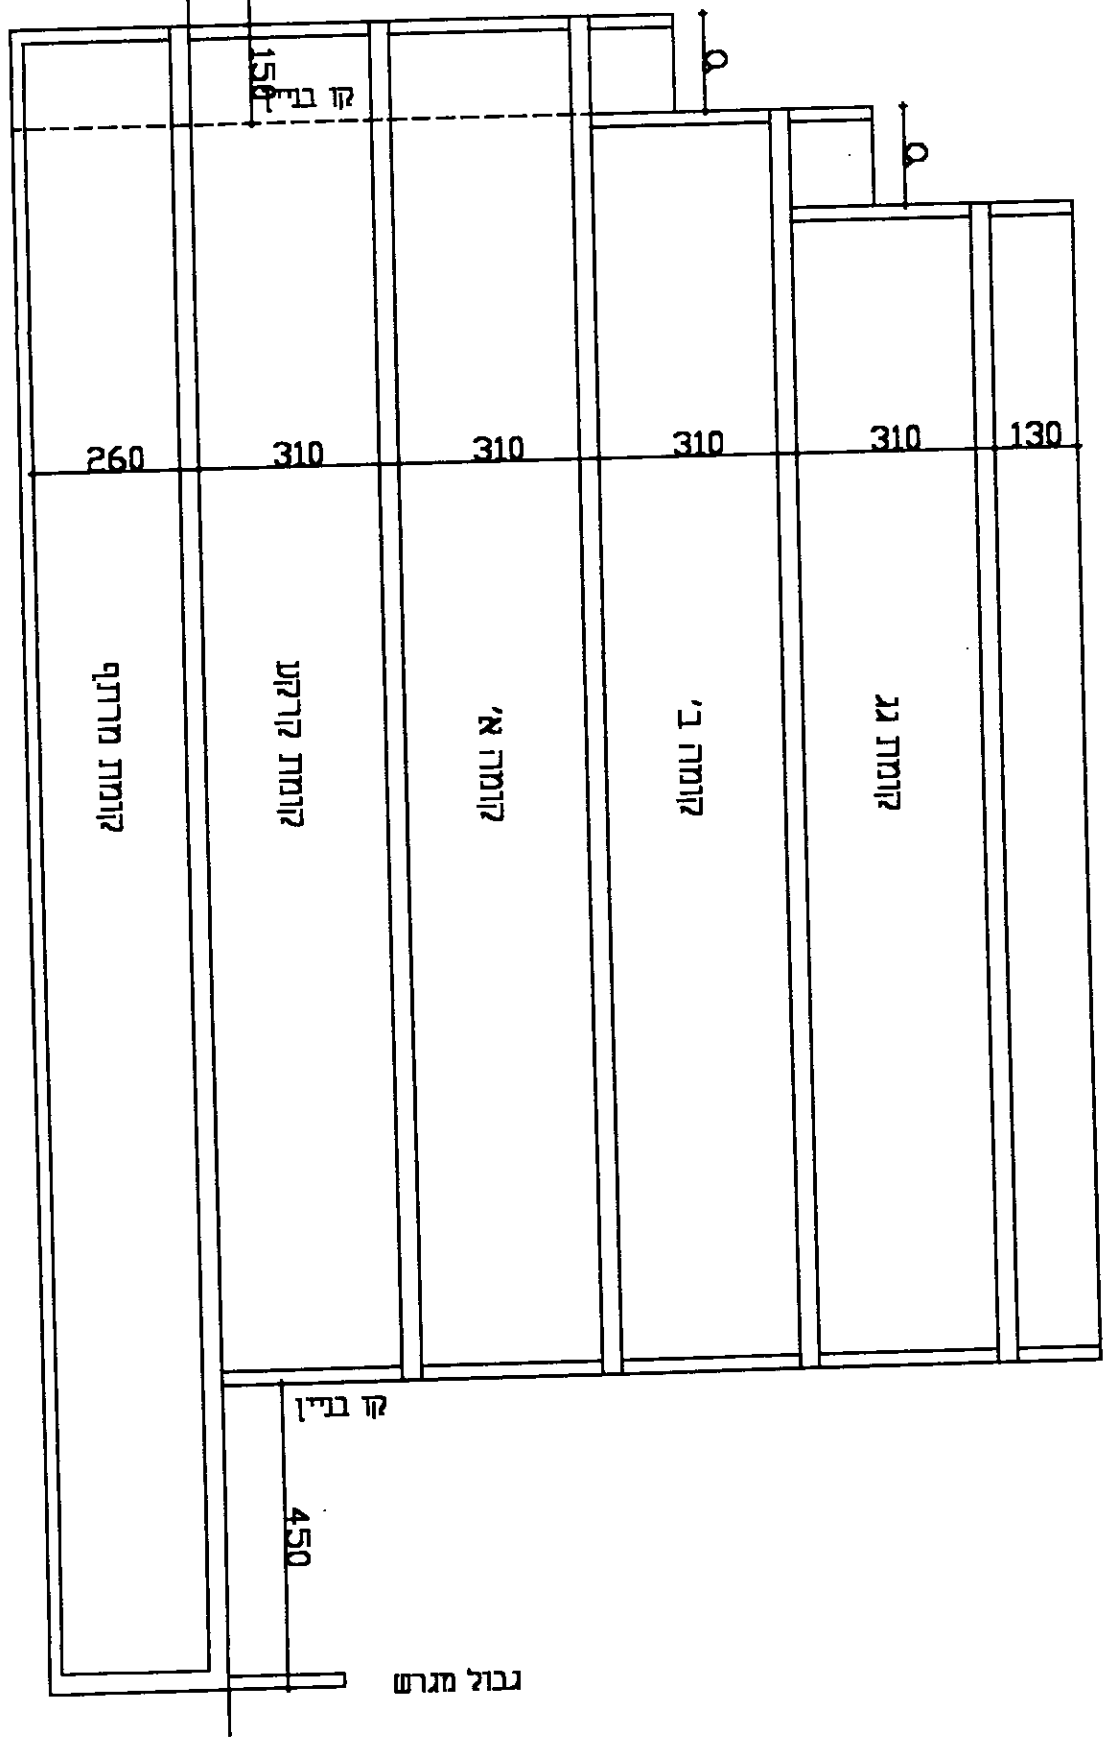 150
קו בניין
260
310
310
310
310
130
קומת מרתף
קומת קרקע
קומה א'
קומה ב'
קומת גג
קו בניין
450
גבול מגרש